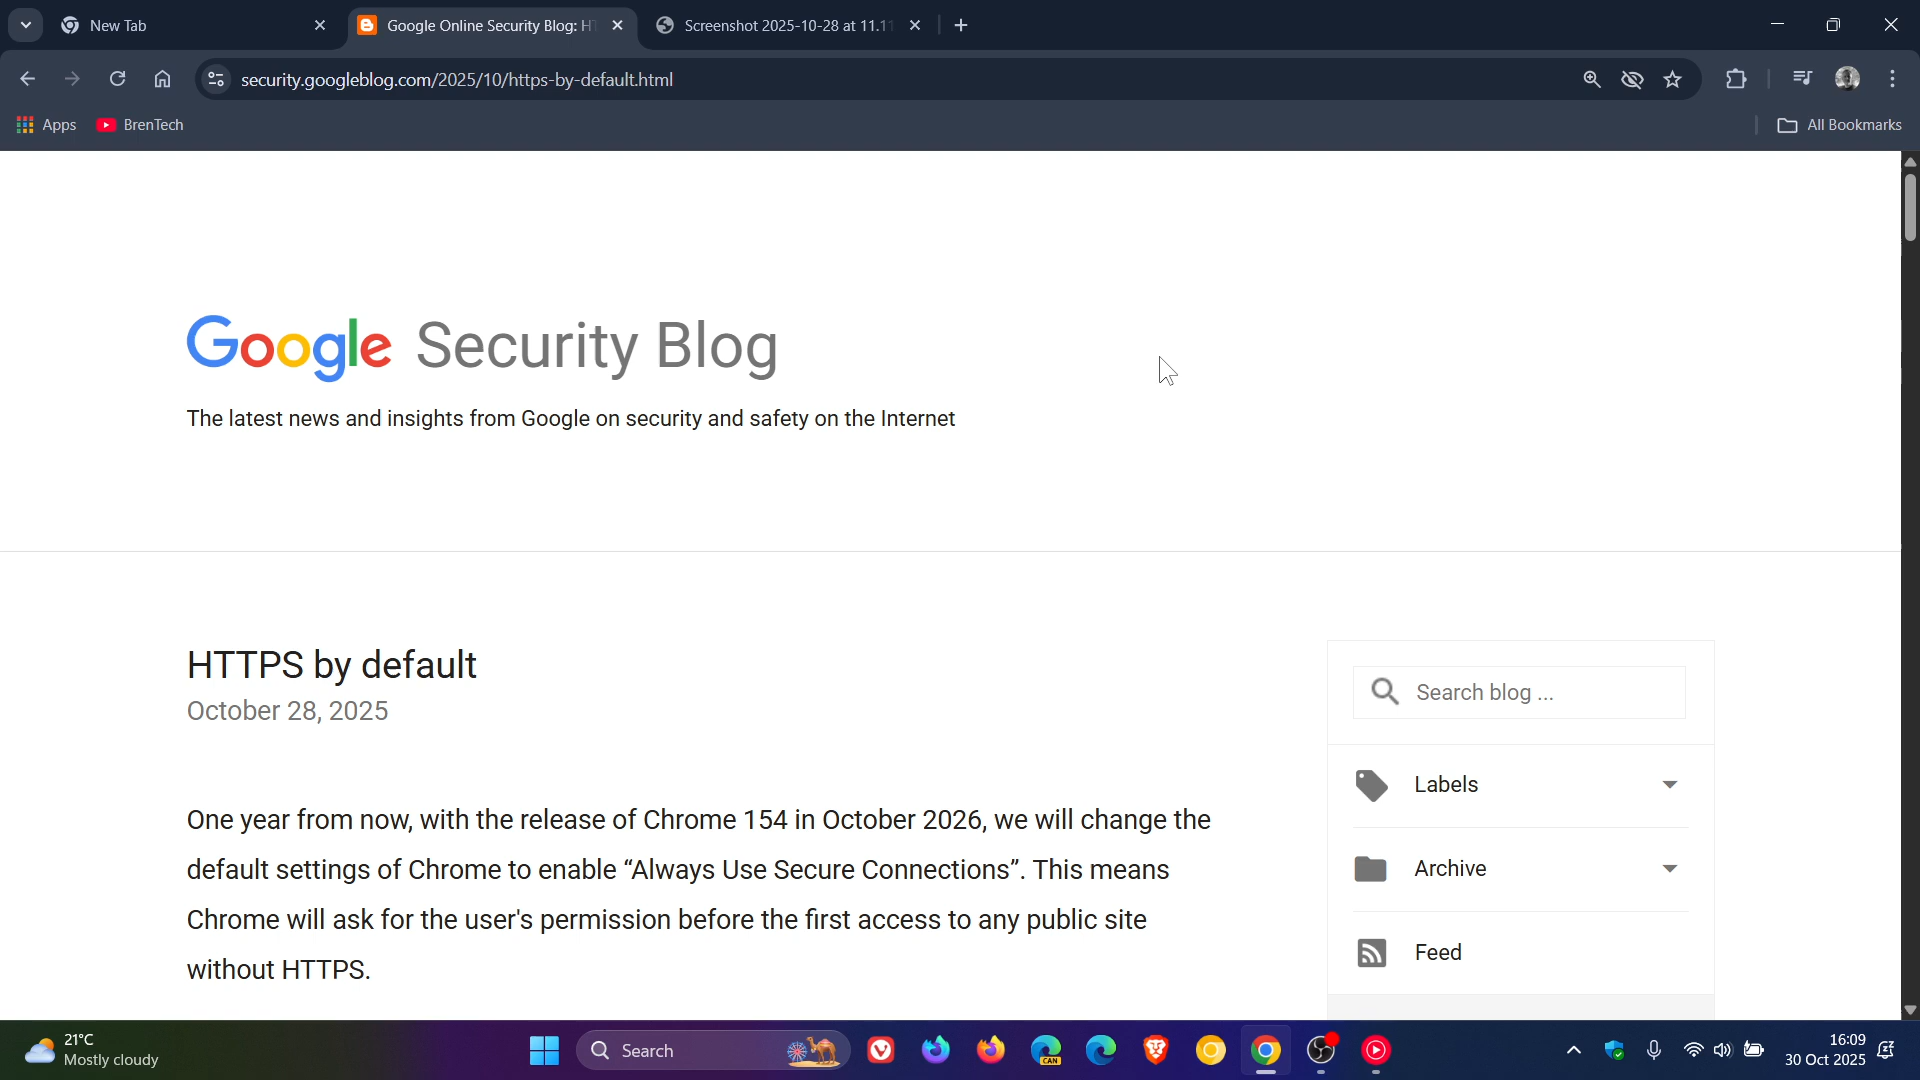 New Tab
Google Online Security Blog: HT
Screenshot 2025-10-28 at 11.11
security.googleblog.com/2025/10/https-by-default.html
Apps
BrenTech
All Bookmarks
Google Security Blog
The latest news and insights from Google on security and safety on the Internet
HTTPS by default
October 28, 2025
Search blog ...
Labels
Archive
Feed
One year from now, with the release of Chrome 154 in October 2026, we will change the
default settings of Chrome to enable “Always Use Secure Connections”. This means
Chrome will ask for the user's permission before the first access to any public site
without HTTPS.
21°C
Mostly cloudy
Search
CAN
16:09
30 Oct 2025